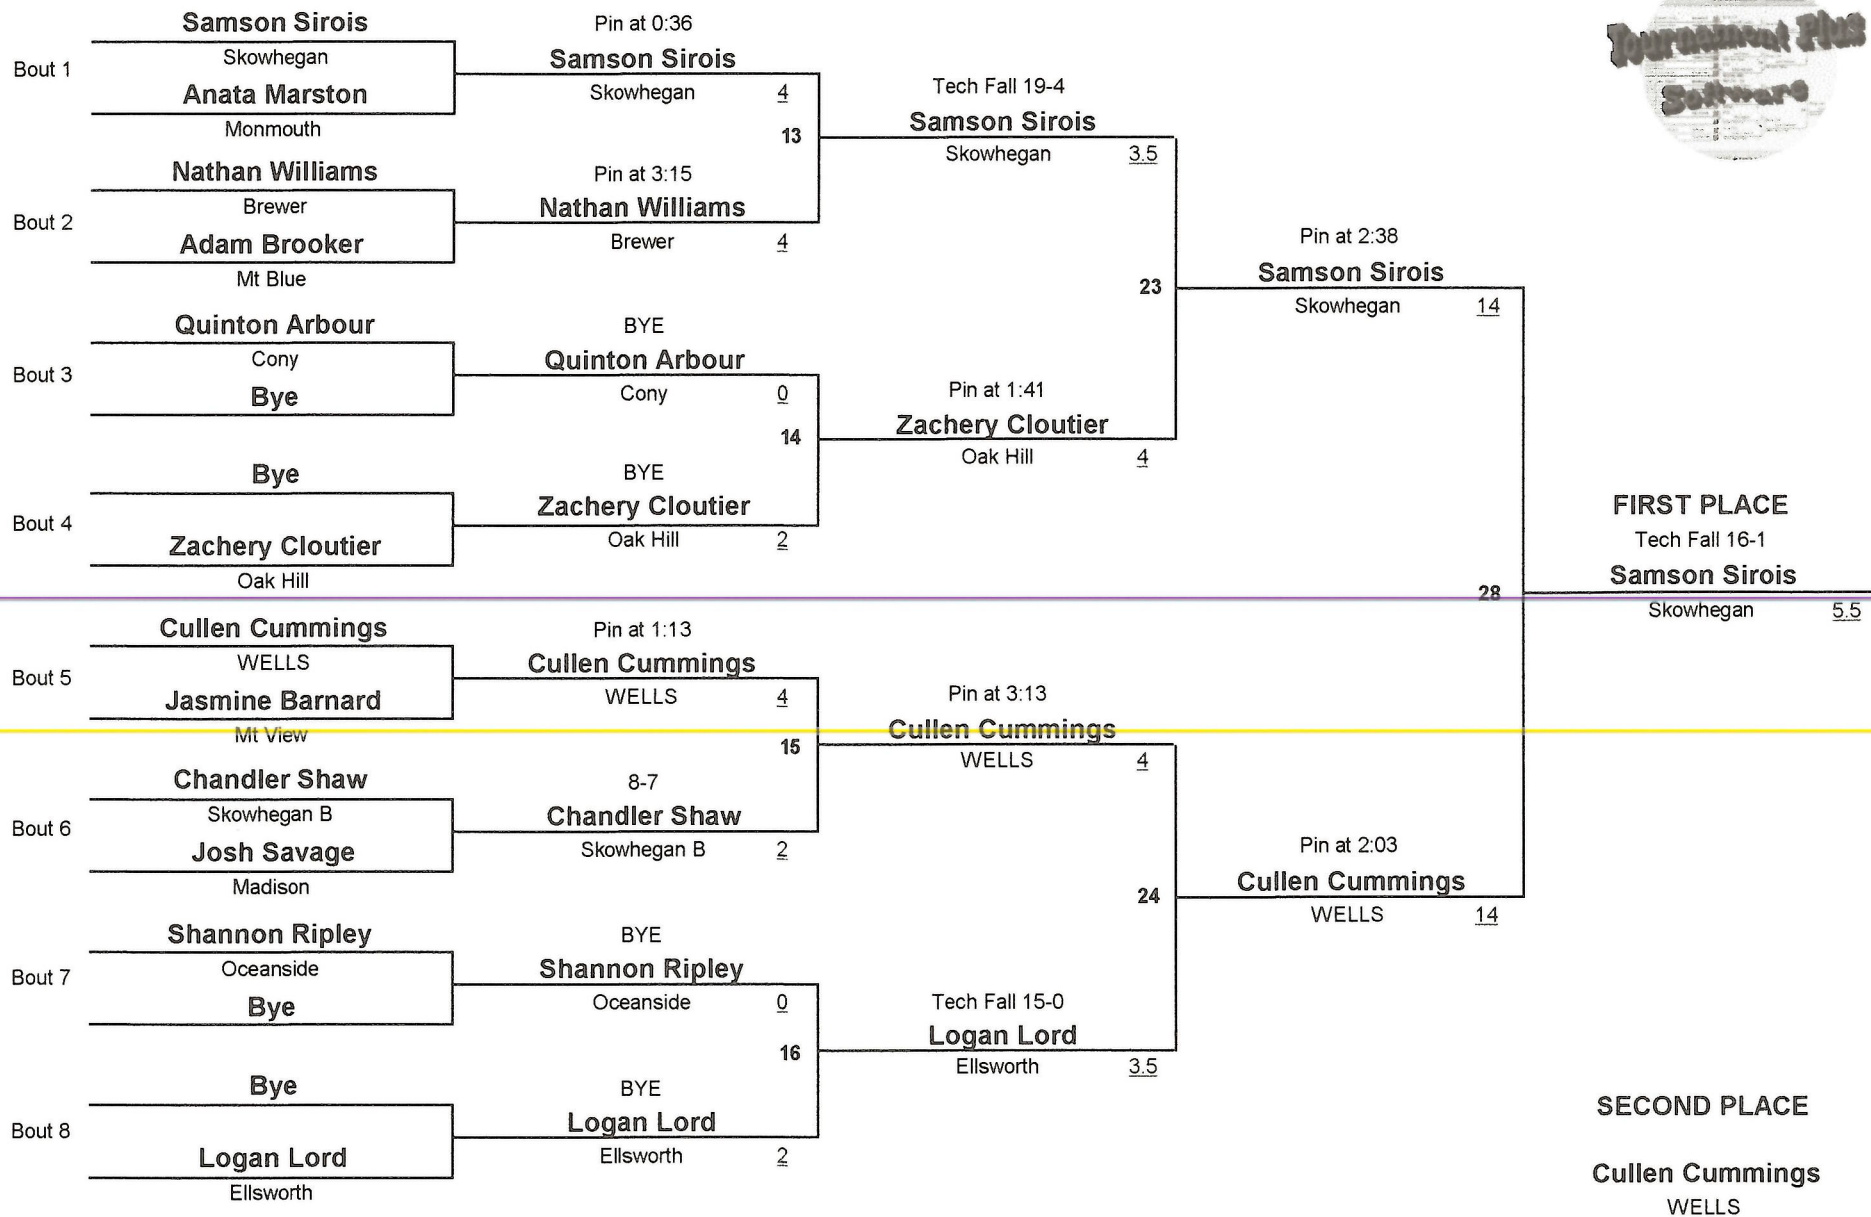 Tournament Plus
Software
Samson Sirois
Skowhegan
Bout 1
Anata Marston
Monmouth
Nathan Williams
Brewer
Bout 2
Adam Brooker
Mt Blue
Quinton Arbour
Cony
Bout 3
Bye
Bye
Bout 4
Zachery Cloutier
Oak Hill
Cullen Cummings
WELLS
Bout 5
Jasmine Barnard
Mt View
Chandler Shaw
Skowhegan B
Bout 6
Josh Savage
Madison
Shannon Ripley
Oceanside
Bout 7
Bye
Bye
Bout 8
Logan Lord
Ellsworth
Pin at 0:36
Samson Sirois
Skowhegan 4
13
Pin at 3:15
Nathan Williams
Brewer 4
BYE
Quinton Arbour
Cony 0
14
BYE
Zachery Cloutier
Oak Hill 2
Pin at 1:13
Cullen Cummings
WELLS 4
15
8-7
Chandler Shaw
Skowhegan B 2
BYE
Shannon Ripley
Oceanside 0
16
BYE
Logan Lord
Ellsworth 2
Tech Fall 19-4
Samson Sirois
Skowhegan 3.5
23
Pin at 1:41
Zachery Cloutier
Oak Hill 4
Pin at 3:13
Cullen Cummings
WELLS 4
24
Tech Fall 15-0
Logan Lord
Ellsworth 3.5
Pin at 2:38
Samson Sirois
Skowhegan 14
28
Pin at 2:03
Cullen Cummings
WELLS 14
FIRST PLACE
Tech Fall 16-1
Samson Sirois
Skowhegan 5.5
SECOND PLACE
Cullen Cummings
WELLS